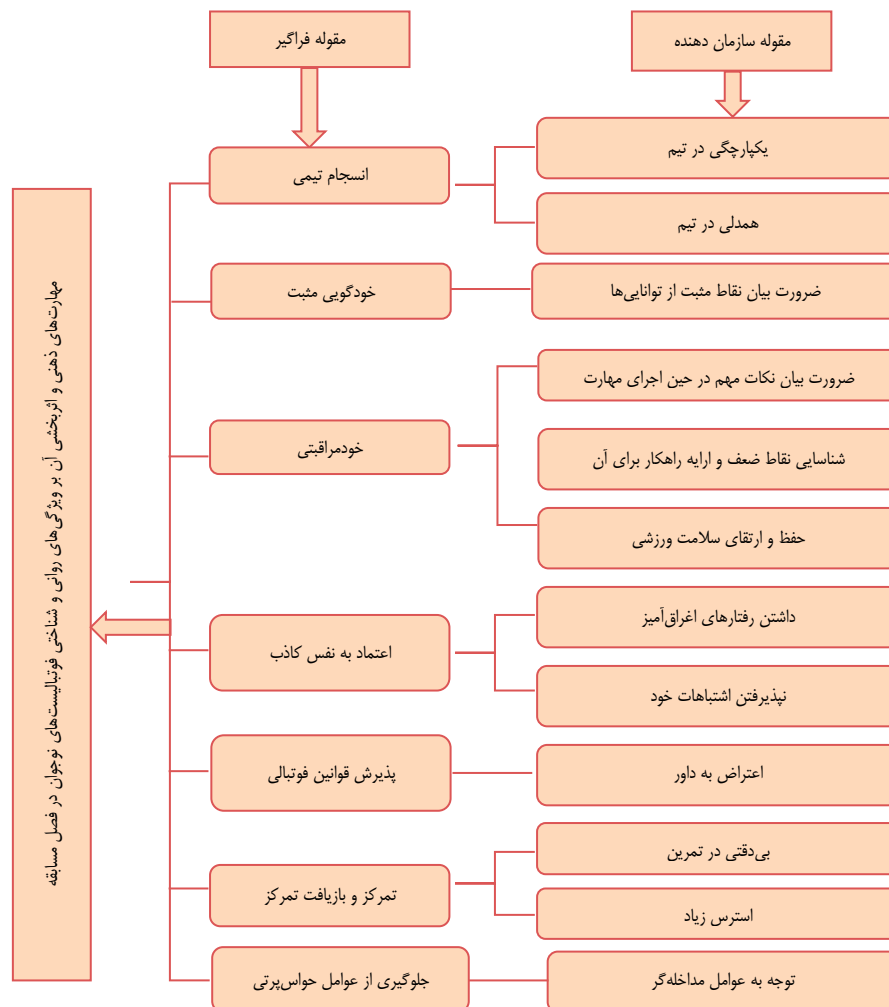 مقوله سازمان دهنده
مقوله فراگیر
یکپارچگی در تیم
انسجام تیمی
همدلی در تیم
ضرورت بیان نقاط مثبت از توانایی‌ها
خودگویی مثبت
ضرورت بیان نکات مهم در حین اجرای مهارت
خودمراقبتی
شناسایی نقاط ضعف و ارایه راهکار برای آن
حفظ و ارتقای سلامت ورزشی
داشتن رفتارهای اغراق‌آمیز
اعتماد به نفس کاذب
نپذیرفتن اشتباهات خود
اعتراض به داور
پذیرش قوانین فوتبالی
بی‌دقتی در تمرین
تمرکز و بازیافت تمرکز
استرس زیاد
توجه به عوامل مداخله‌گر
جلوگیری از عوامل حواس‌پرتی
مهارت‌های ذهنی و اثربخشی آن بر ویژگی‌های روانی و شناختی فوتبالیست‌های نوجوان در فصل مسابقه